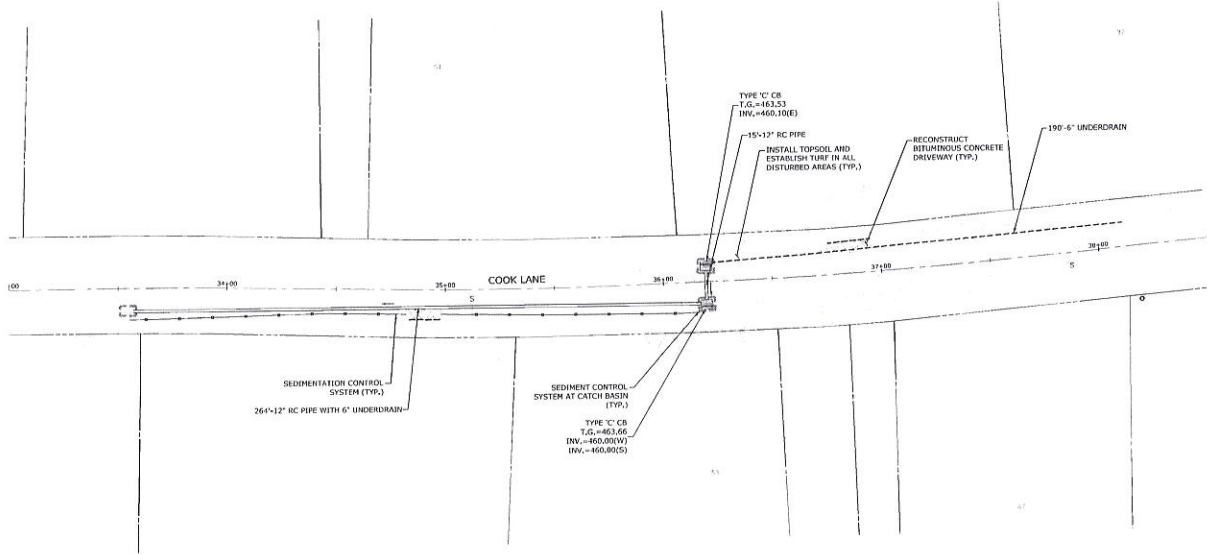 TYPE 'C' CB
T.G.=463.53
INV.=460.10(E)
15'-12" RC PIPE
INSTALL TOPSOIL AND
ESTABLISH TURF IN ALL
DISTURBED AREAS (TYP.)
RECONSTRUCT
BITUMINOUS CONCRETE
DRIVEWAY (TYP.)
190'-6" UNDERDRAIN
COOK LANE
+00
34+00
35+00
36+00
37+00
38+00
S
S
SEDIMENTATION CONTROL
SYSTEM (TYP.)
264'-12" RC PIPE WITH 6" UNDERDRAIN
SEDIMENT CONTROL
SYSTEM AT CATCH BASIN
(TYP.)
TYPE 'C' CB
T.G.=463.66
INV.=460.00(W)
INV.=460.00(S)
53
47